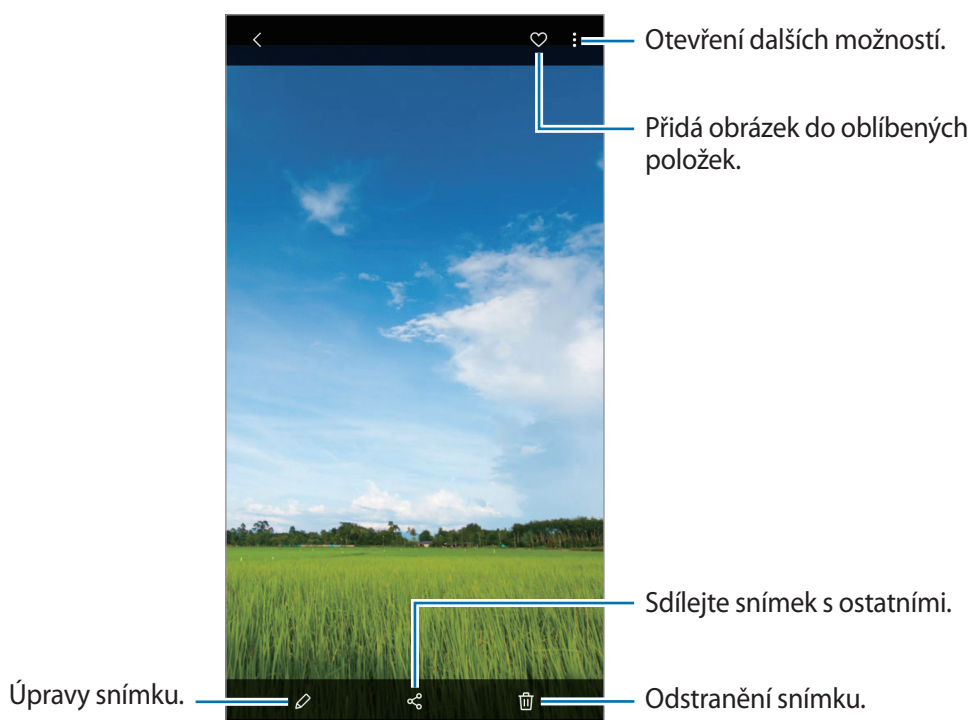 Otevření dalších možností.
Přidá obrázek do oblíbených
položek.
Sdílejte snímek s ostatními.
Úpravy snímku.
Odstranění snímku.